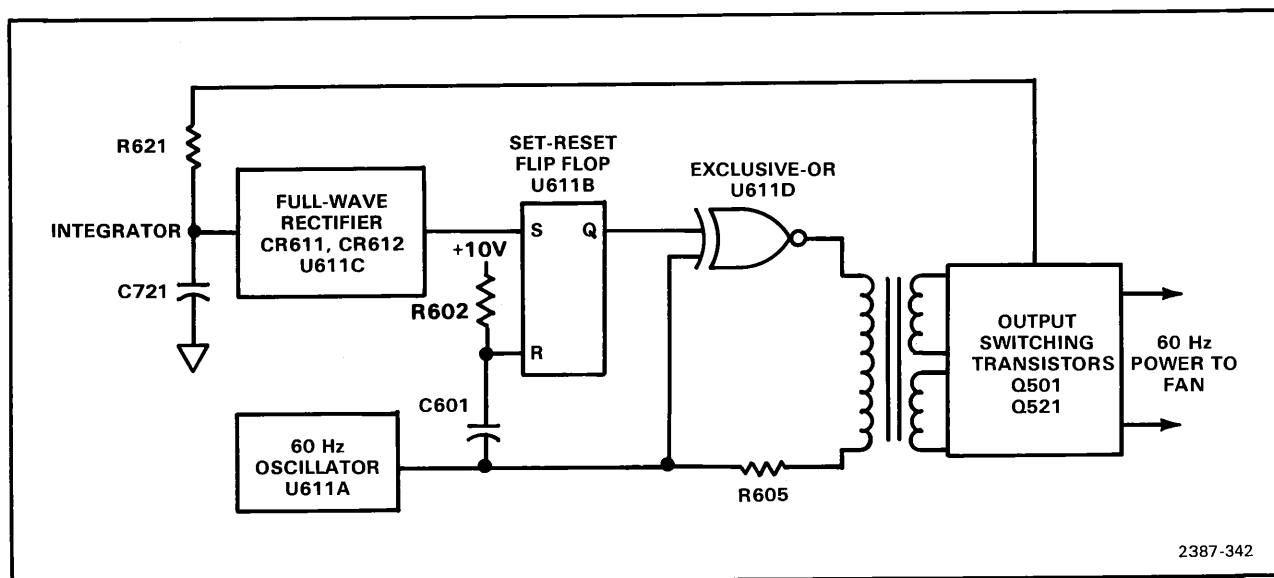 R621
INTEGRATOR
C721
FULL-WAVE
RECTIFIER
CR611, CR612
U611C
SET-RESET
FLIP FLOP
U611B
S
Q
R
+10V
R602
C601
60 Hz
OSCILLATOR
U611A
EXCLUSIVE-OR
U611D
R605
OUTPUT
SWITCHING
TRANSISTORS
Q501
Q521
60 Hz
POWER TO
FAN
2387-342